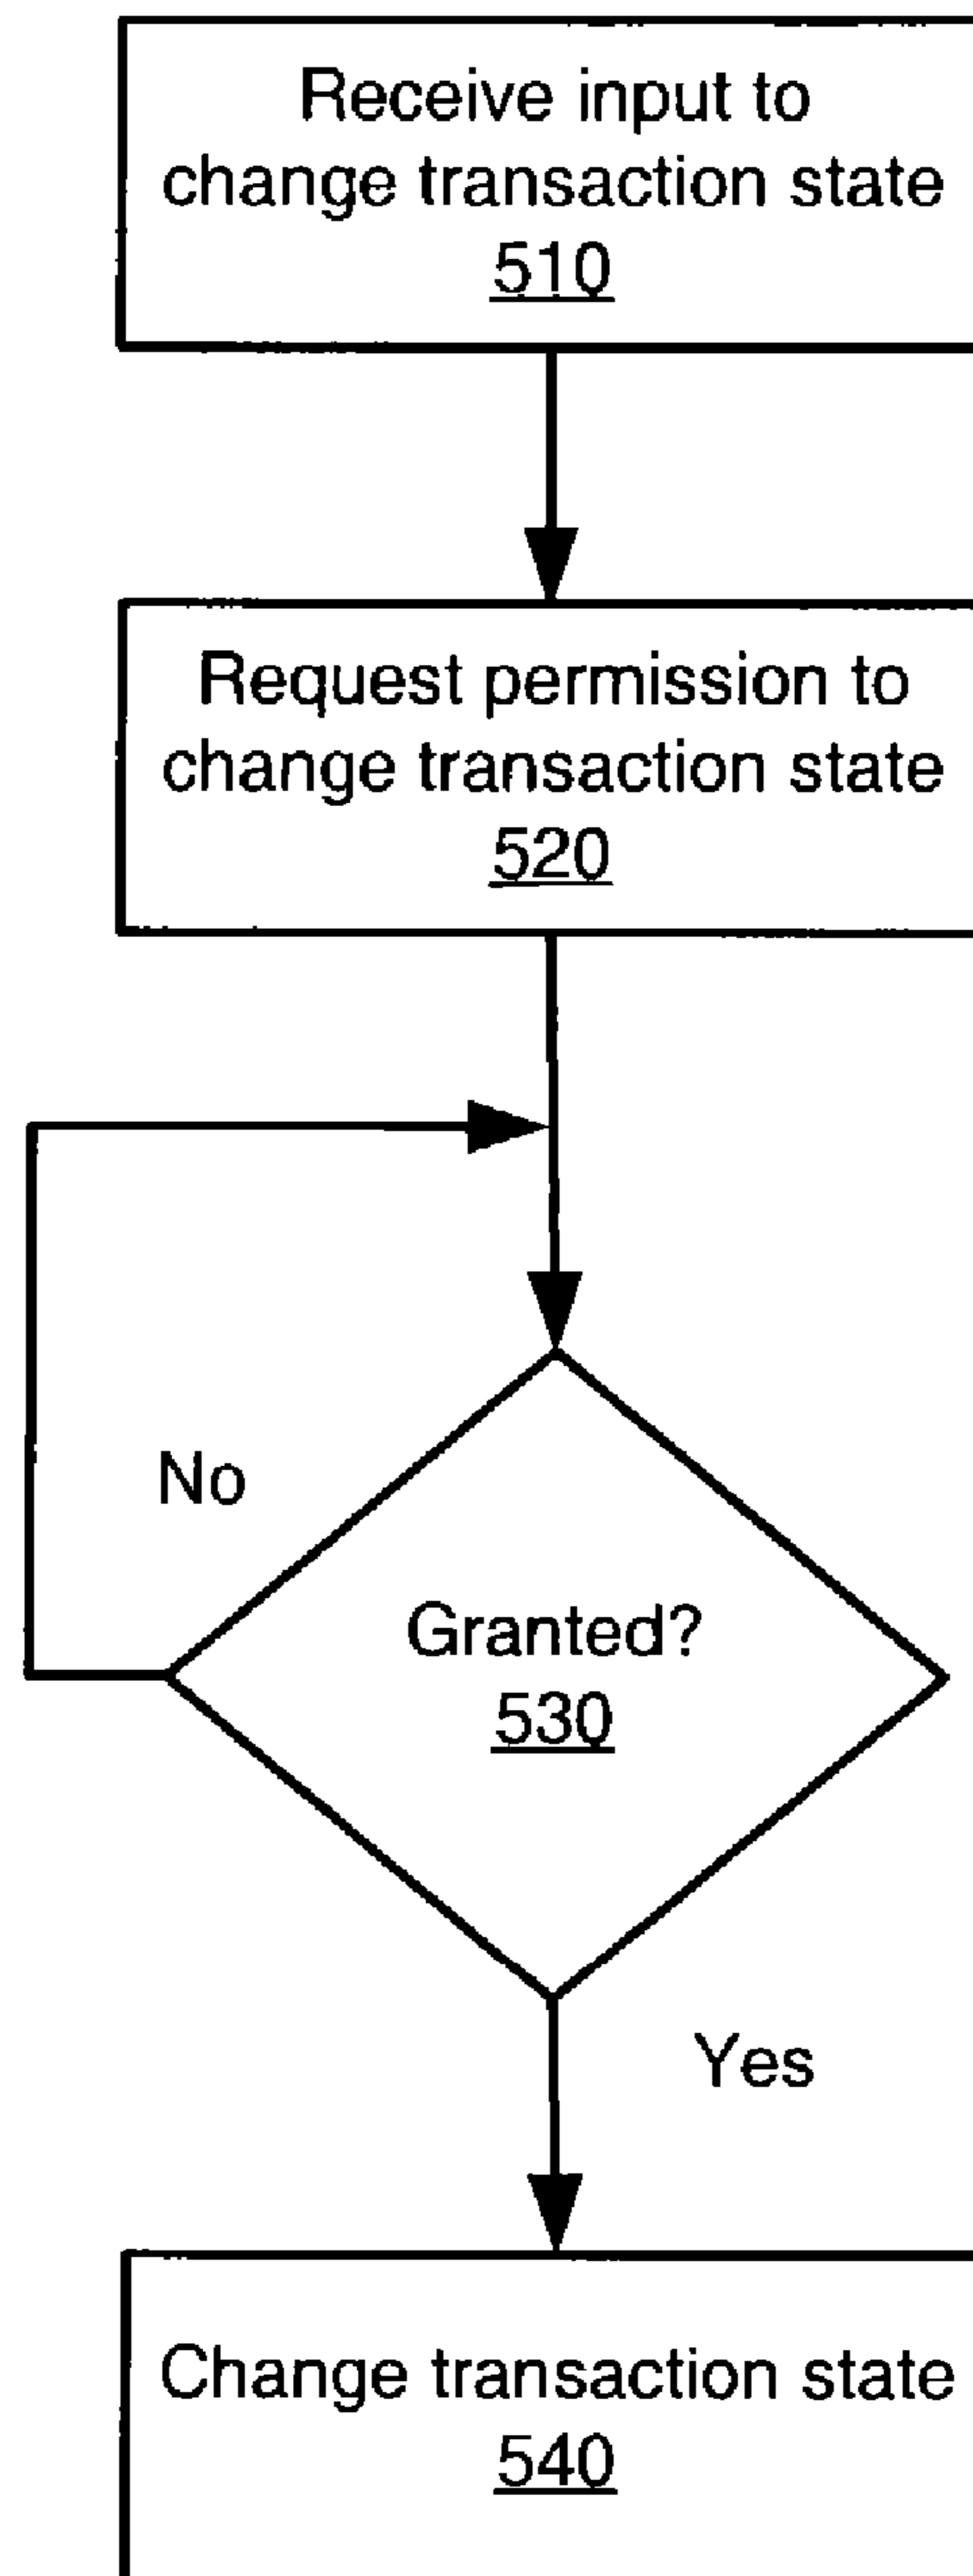 Receive input to
change transaction state
510
Request permission to
change transaction state
520
No
Granted?
530
Yes
Change transaction state
540